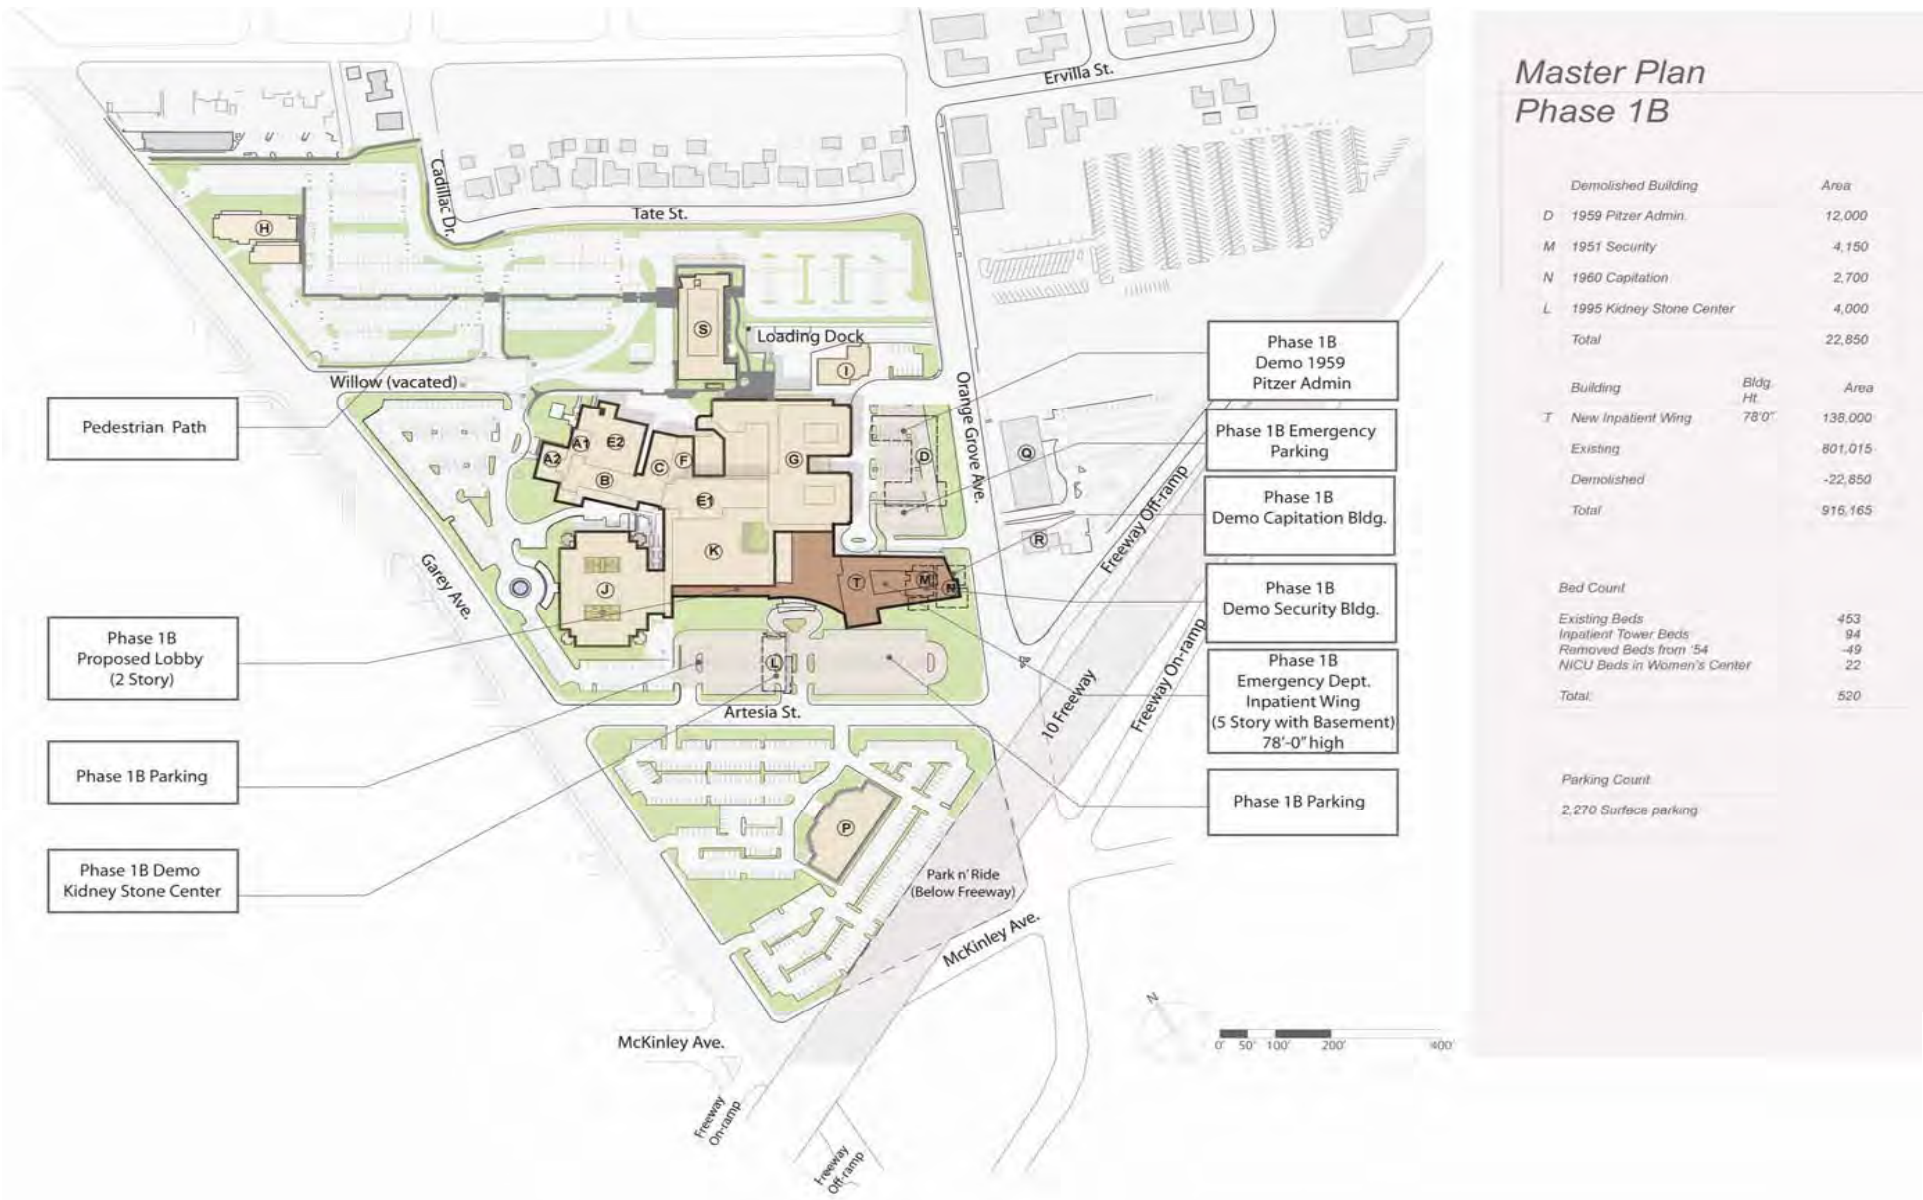 Master Plan
Phase 1B
Demolished Building Area
D 1959 Pitzer Admin. 12,000
M 1951 Security 4,150
N 1960 Capitation 2,700
L 1995 Kidney Stone Center 4,000
Total 22,850
Building Bldg. Ht. Area
T New Inpatient Wing 78'0" 138,000
Existing 801,015
Demolished -22,850
Total 916,165
Bed Count
Existing Beds 453
Inpatient Tower Beds 94
Removed Beds from '54 -49
NICU Beds in Women's Center 22
Total: 520
Parking Count
2,270 Surface parking
Ervilla St.
Cadillac Dr.
Tate St.
H
S
Loading Dock
I
Willow (vacated)
Orange Grove Ave.
Pedestrian Path
A1
A2
E2
B
C
F
G
D
Q
E1
K
R
J
T
M
N
L
Garey Ave.
Freeway Off-ramp
Freeway On-ramp
10 Freeway
Artesia St.
P
Park n' Ride
(Below Freeway)
McKinley Ave.
McKinley Ave.
Freeway
On-ramp
Freeway
Off-ramp
Phase 1B
Proposed Lobby
(2 Story)
Phase 1B Parking
Phase 1B Demo
Kidney Stone Center
Phase 1B
Demo 1959
Pitzer Admin
Phase 1B Emergency
Parking
Phase 1B
Demo Capitation Bldg.
Phase 1B
Demo Security Bldg.
Phase 1B
Emergency Dept.
Inpatient Wing
(5 Story with Basement)
78'-0" high
Phase 1B Parking
N
0' 50' 100' 200' 400'